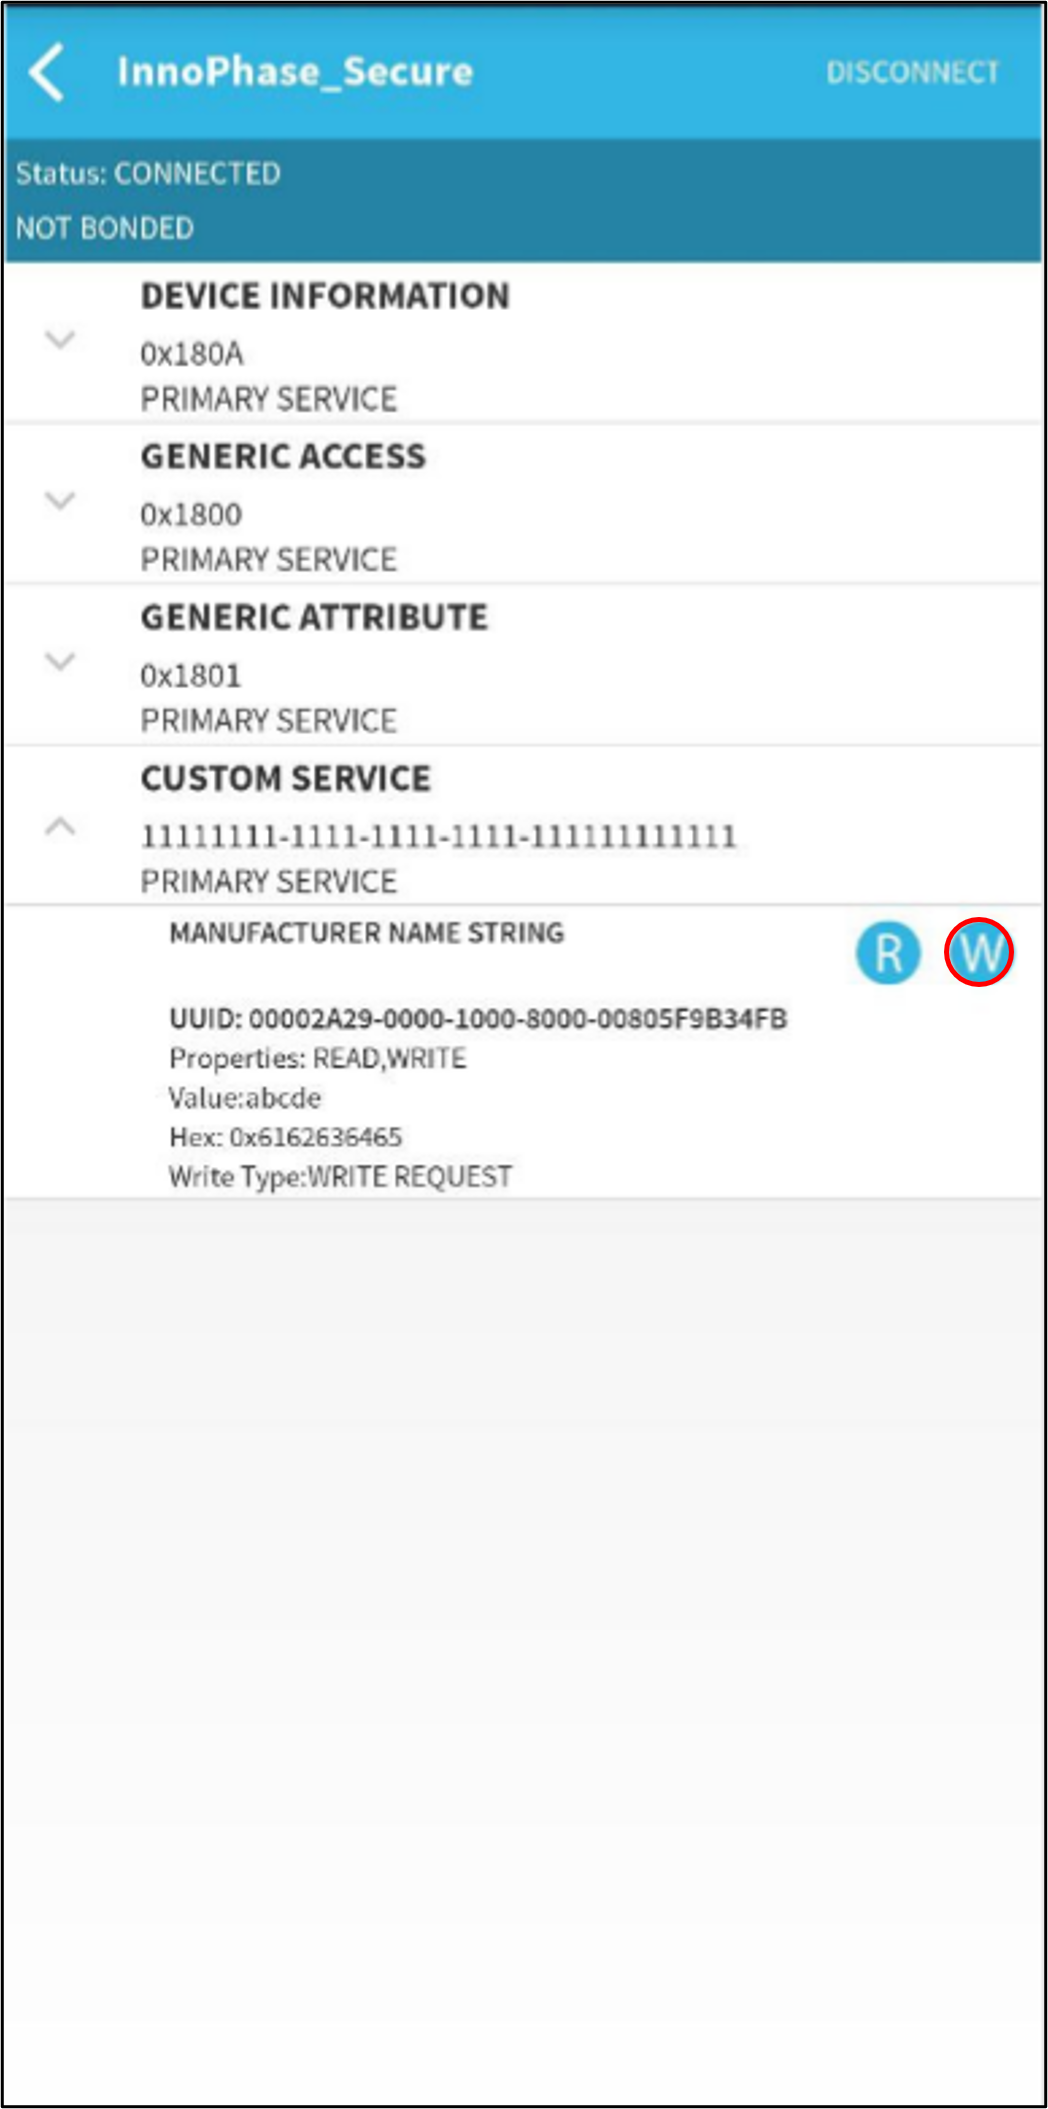 InnoPhase_Secure
DISCONNECT
Status: CONNECTED
NOT BONDED
DEVICE INFORMATION
0x180A
PRIMARY SERVICE
GENERIC ACCESS
0x1800
PRIMARY SERVICE
GENERIC ATTRIBUTE
0x1801
PRIMARY SERVICE
CUSTOM SERVICE
11111111-1111-1111-1111-111111111111
PRIMARY SERVICE
MANUFACTURER NAME STRING
R W
UUID: 00002A29-0000-1000-8000-00805F9B34FB
Properties: READ,WRITE
Value:abcde
Hex: 0x6162636465
Write Type:WRITE REQUEST